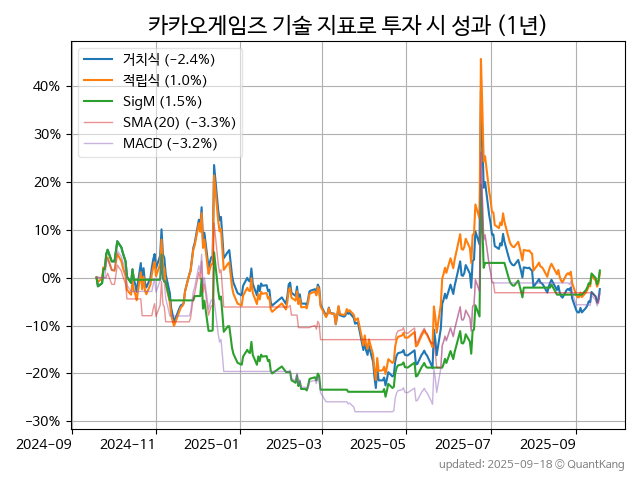 카카오게임즈 기술 지표로 투자 시 성과 (1년)
거치식 (-2.4%)
적립식 (1.0%)
SigM (1.5%)
SMA(20) (-3.3%)
MACD (-3.2%)
40%
30%
20%
10%
0%
-10%
-20%
-30%
2024-09 2024-11 2025-01 2025-03 2025-05 2025-07 2025-09
updated: 2025-09-18 © QuantKang